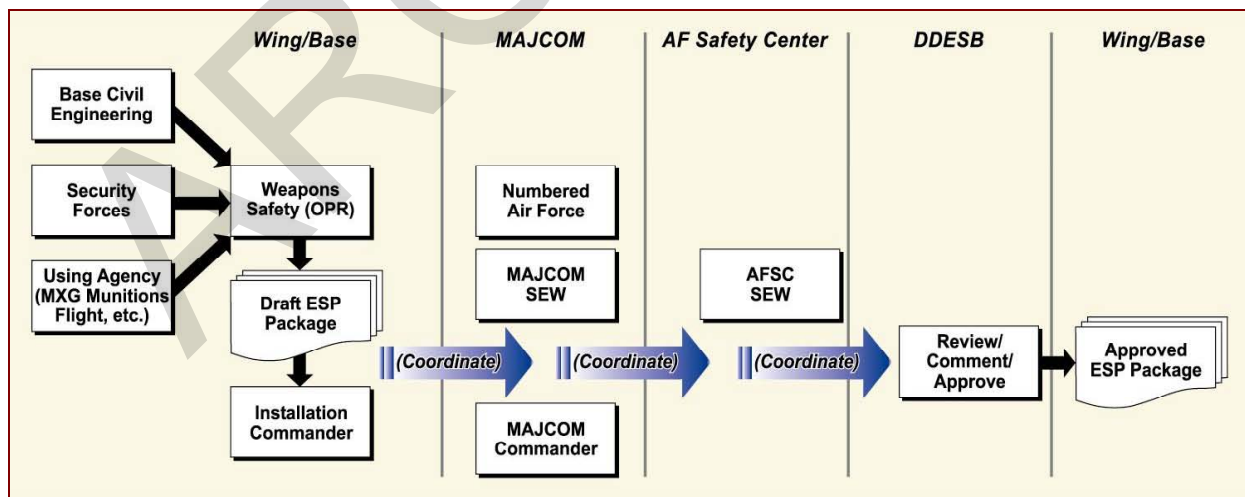 Wing/Base
MAJCOM
AF Safety Center
DDESB
Wing/Base
Base Civil
Engineering
Security
Forces
Using Agency
(MXG Munitions
Flight, etc.)
Weapons
Safety (OPR)
Draft ESP
Package
Installation
Commander
(Coordinate)
Numbered
Air Force
MAJCOM
SEW
MAJCOM
Commander
(Coordinate)
AFSC
SEW
(Coordinate)
Review/
Comment/
Approve
Approved
ESP Package